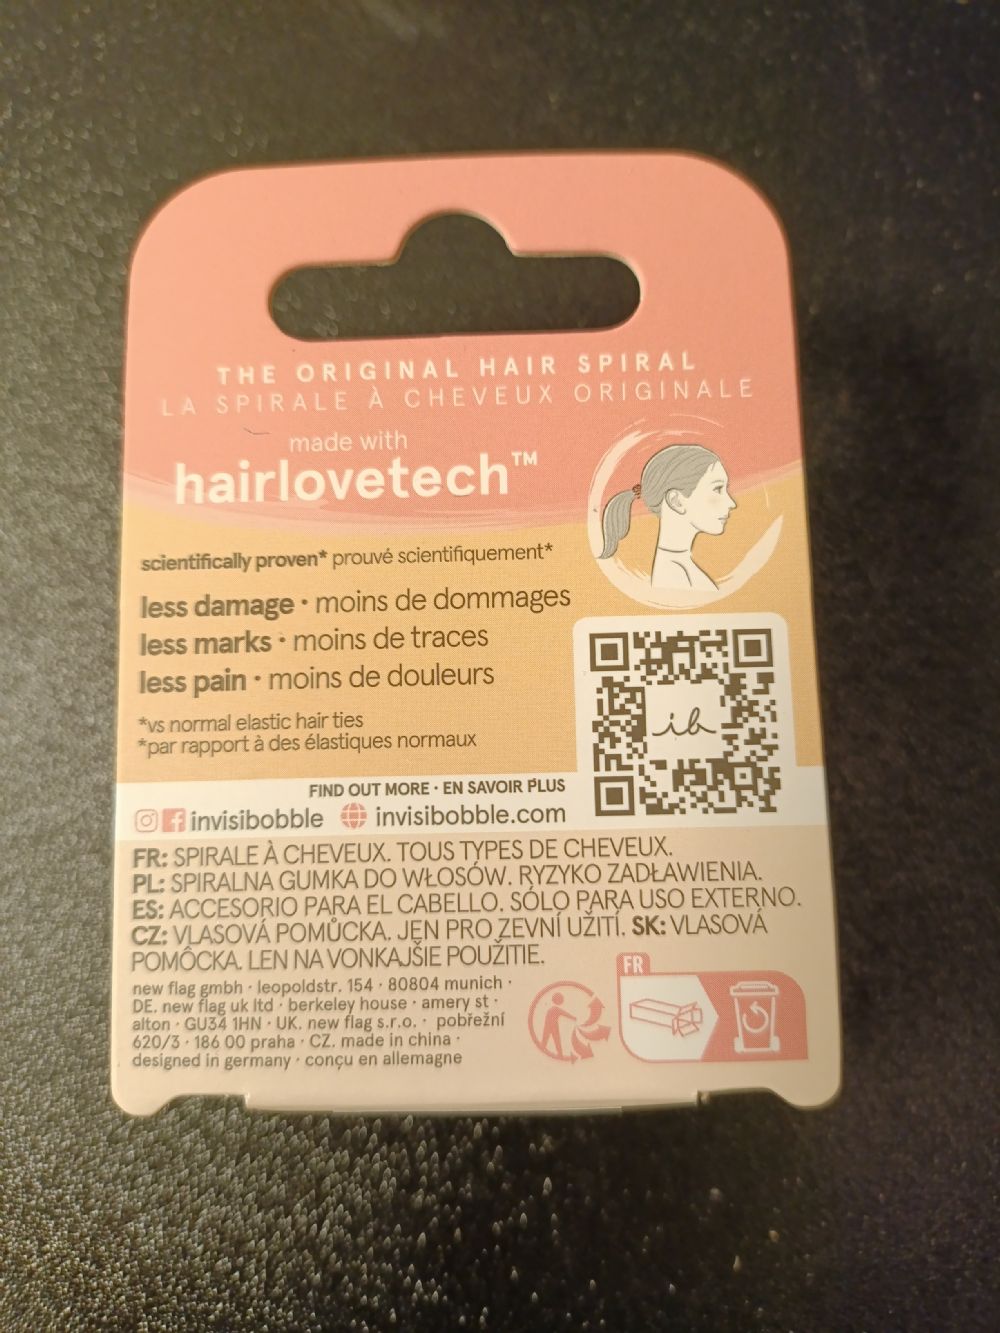 THE ORIGINAL HAIR SPIRAL
LA SPIRALE À CHEVEUX ORIGINALE
made with
hairlovetech™
scientifically proven* prouvé scientifiquement*
less damage · moins de dommages
less marks · moins de traces
less pain · moins de douleurs
*vs normal elastic hair ties
*par rapport à des élastiques normaux
ib
FIND OUT MORE · EN SAVOIR PLUS
invisibobble invisibobble.com
FR: SPIRALE À CHEVEUX. TOUS TYPES DE CHEVEUX.
PL: SPIRALNA GUMKA DO WŁOSÓW. RYZYKO ZADŁAWIENIA.
ES: ACCESORIO PARA EL CABELLO. SÓLO PARA USO EXTERNO.
CZ: VLASOVÁ POMŮCKA. JEN PRO ZEVNÍ UŽITÍ. SK: VLASOVÁ
POMÔCKA. LEN NA VONKAJŠIE POUŽITIE.
new flag gmbh · leopoldstr. 154 · 80804 munich ·
DE. new flag uk ltd · berkeley house · amery st ·
alton · GU34 1HN · UK. new flag s.r.o. · pobřežní
620/3 · 186 00 praha · CZ. made in china ·
designed in germany · conçu en allemagne
FR